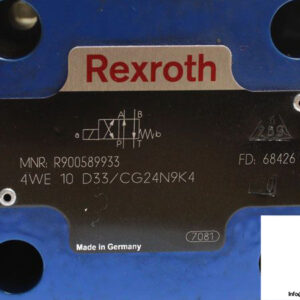 Rexroth
A B
a b
P T
MNR: R900589933 FD: 68426
4WE 10 D33/CG24N9K4
7081
Made in Germany